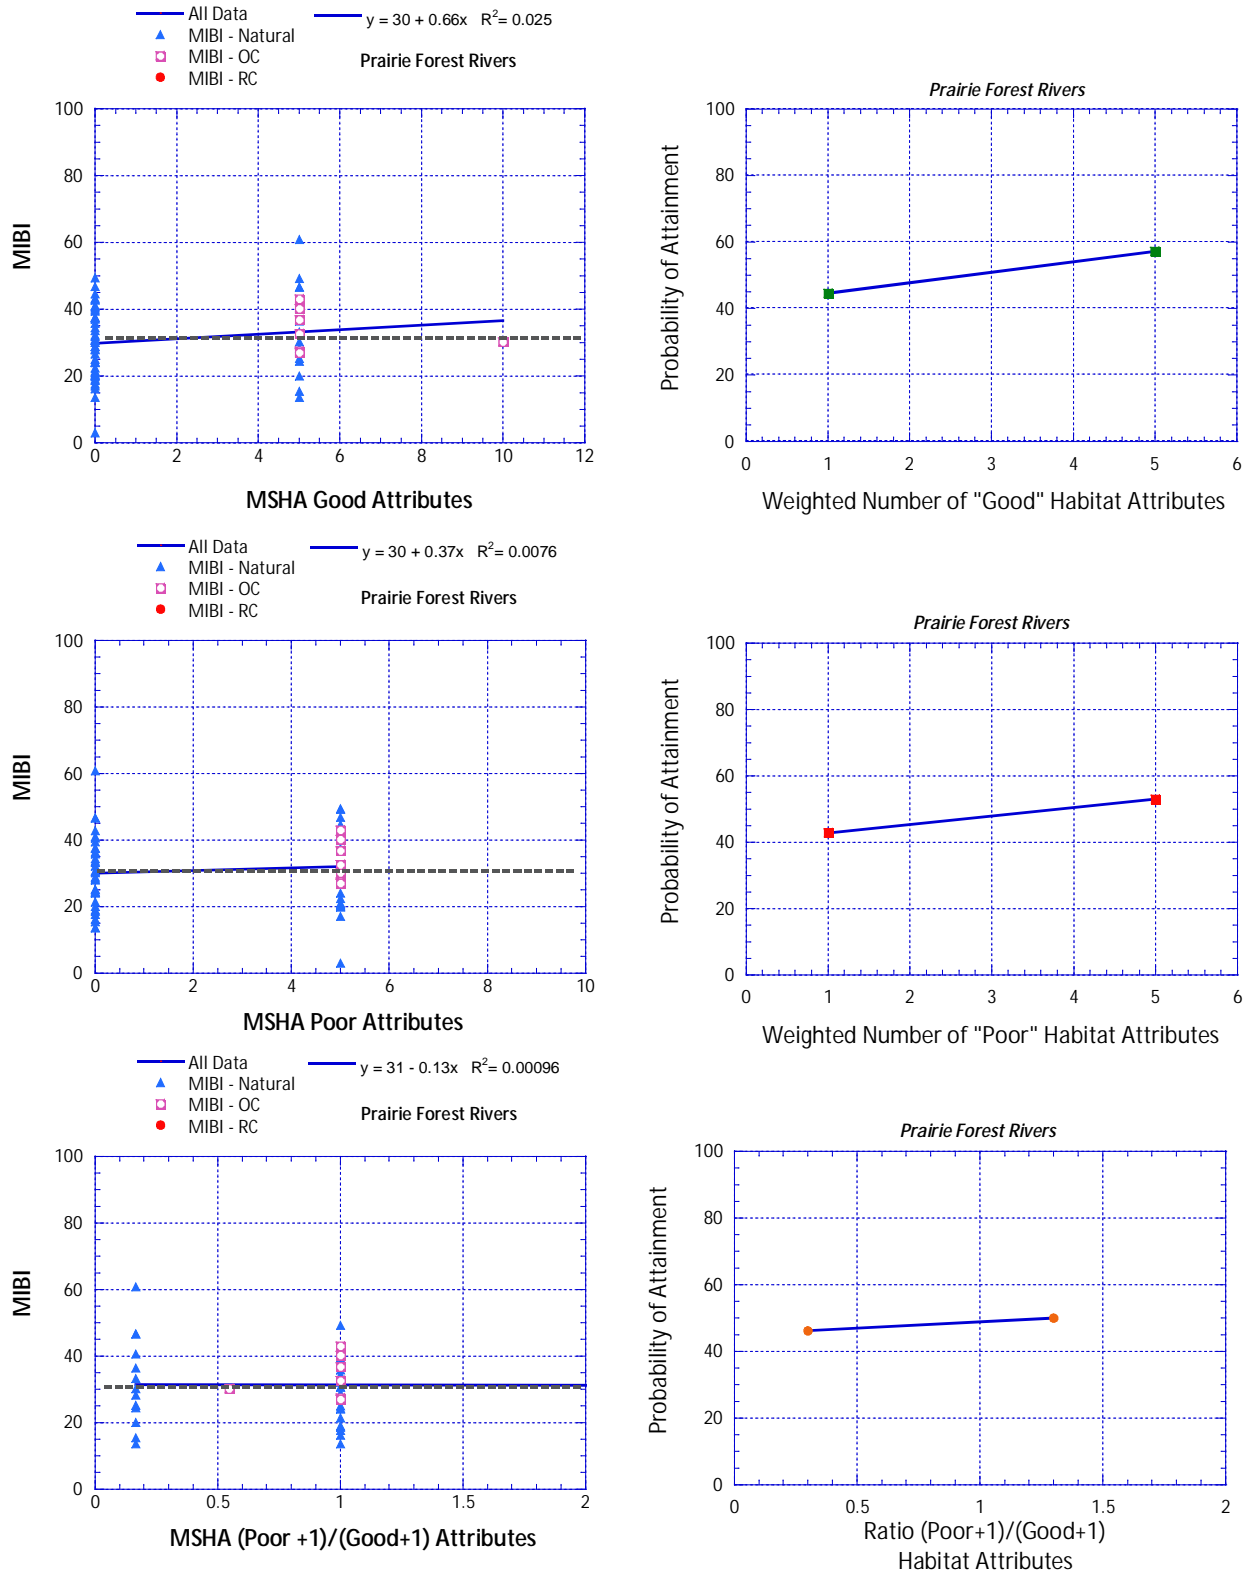 All Data
y = 30 + 0.66x R2= 0.025
MIBI - Natural
MIBI - OC
MIBI - RC
Prairie Forest Rivers
100
80
60
40
20
0
MIBI
0 2 4 6 8 10 12
MSHA Good Attributes
Prairie Forest Rivers
100
80
60
40
20
0
Probability of Attainment
0 1 2 3 4 5 6
Weighted Number of "Good" Habitat Attributes
All Data
y = 30 + 0.37x R2= 0.0076
MIBI - Natural
MIBI - OC
MIBI - RC
Prairie Forest Rivers
100
80
60
40
20
0
MIBI
0 2 4 6 8 10
MSHA Poor Attributes
Prairie Forest Rivers
100
80
60
40
20
0
Probability of Attainment
0 1 2 3 4 5 6
Weighted Number of "Poor" Habitat Attributes
All Data
y = 31 - 0.13x R2= 0.00096
MIBI - Natural
MIBI - OC
MIBI - RC
Prairie Forest Rivers
100
80
60
40
20
0
MIBI
0 0.5 1 1.5 2
MSHA (Poor +1)/(Good+1) Attributes
Prairie Forest Rivers
100
80
60
40
20
0
Probability of Attainment
0 0.5 1 1.5 2
Ratio (Poor+1)/(Good+1)
Habitat Attributes